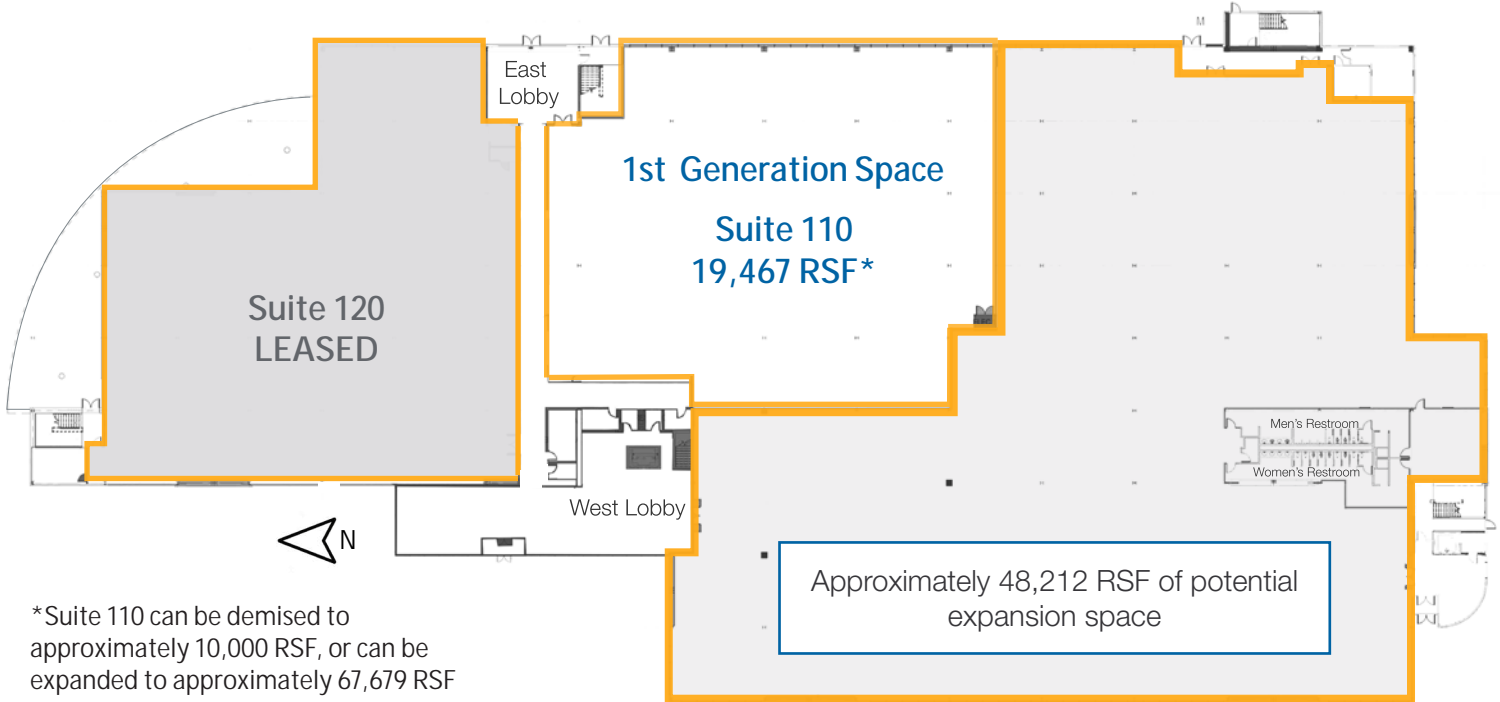 M
East
Lobby
1st Generation Space
Suite 110
19,467 RSF*
Suite 120
LEASED
Men's Restroom
Women's Restroom
West Lobby
N
Approximately 48,212 RSF of potential
expansion space
*Suite 110 can be demised to
approximately 10,000 RSF, or can be
expanded to approximately 67,679 RSF